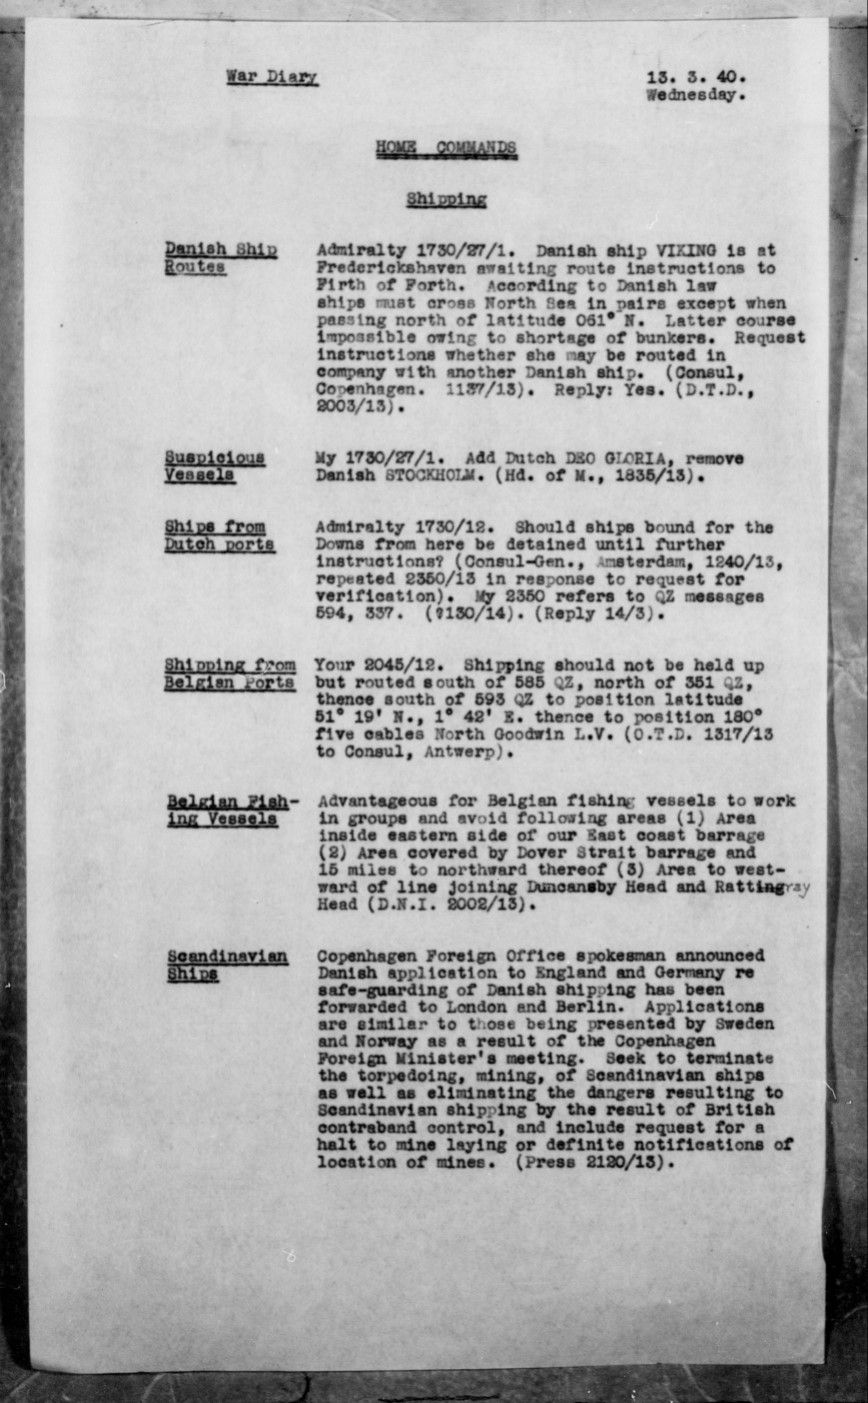 War Diary 13. 3. 40.
Wednesday.
HOME COMMANDS
Shipping
Danish Ship Admiralty 1730/27/1. Danish ship VIKING is at
Routes Frederickshaven awaiting route instructions to
Firth of Forth. According to Danish law
ships must cross North Sea in pairs except when
passing north of latitude 061° N. Latter course
impossible owing to shortage of bunkers. Request
instructions whether she may be routed in
company with another Danish ship. (Consul,
Copenhagen. 1137/13). Reply: Yes. (D.T.D.,
2003/13).
Suspicious My 1730/27/1. Add Dutch DEO GLORIA, remove
Vessels Danish STOCKHOLM. (Hd. of M., 1835/13).
Ships from Admiralty 1730/12. Should ships bound for the
Dutch ports Downs from here be detained until further
instructions? (Consul-Gen., Amsterdam, 1240/13,
repeated 2350/13 in response to request for
verification). My 2350 refers to QZ messages
594, 337. (?130/14). (Reply 14/3).
Shipping from Your 2045/12. Shipping should not be held up
Belgian Ports but routed south of 585 QZ, north of 351 QZ,
thence south of 593 QZ to position latitude
51° 19' N., 1° 42' E. thence to position 180°
five cables North Goodwin L.V. (O.T.D. 1317/13
to Consul, Antwerp).
Belgian Fish- Advantageous for Belgian fishing vessels to work
ing Vessels in groups and avoid following areas (1) Area
inside eastern side of our East coast barrage
(2) Area covered by Dover Strait barrage and
15 miles to northward thereof (3) Area to west-
ward of line joining Duncansby Head and Rattingray
Head (D.N.I. 2002/13).
Scandinavian Copenhagen Foreign Office spokesman announced
Ships Danish application to England and Germany re
safe-guarding of Danish shipping has been
forwarded to London and Berlin. Applications
are similar to those being presented by Sweden
and Norway as a result of the Copenhagen
Foreign Minister's meeting. Seek to terminate
the torpedoing, mining, of Scandinavian ships
as well as eliminating the dangers resulting to
Scandinavian shipping by the result of British
contraband control, and include request for a
halt to mine laying or definite notifications of
location of mines. (Press 2120/13).